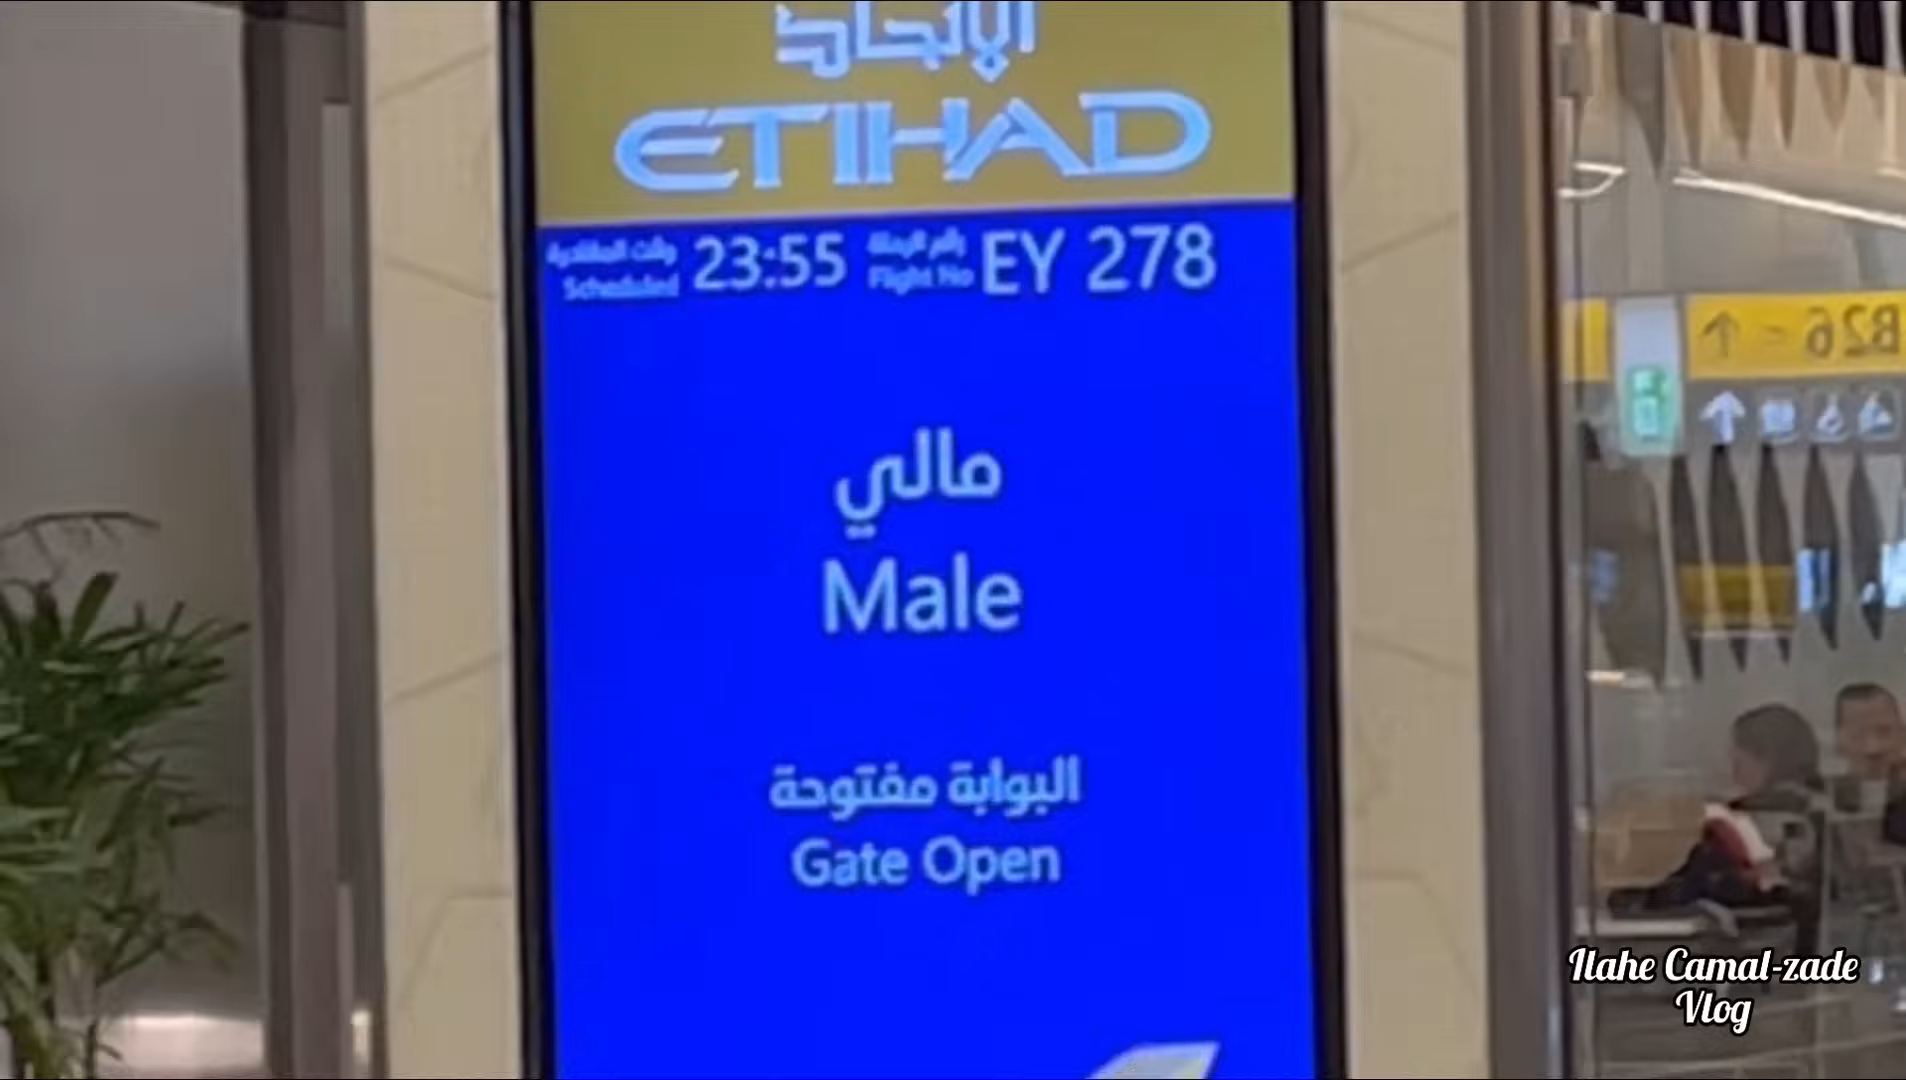 الاتحاد
ETIHAD
وقت المغادرة
Scheduled
23:55
رقم الرحلة
Flight No
EY 278
مالي
Male
البوابة مفتوحة
Gate Open
B26
Ilahe Camal-zade
Vlog